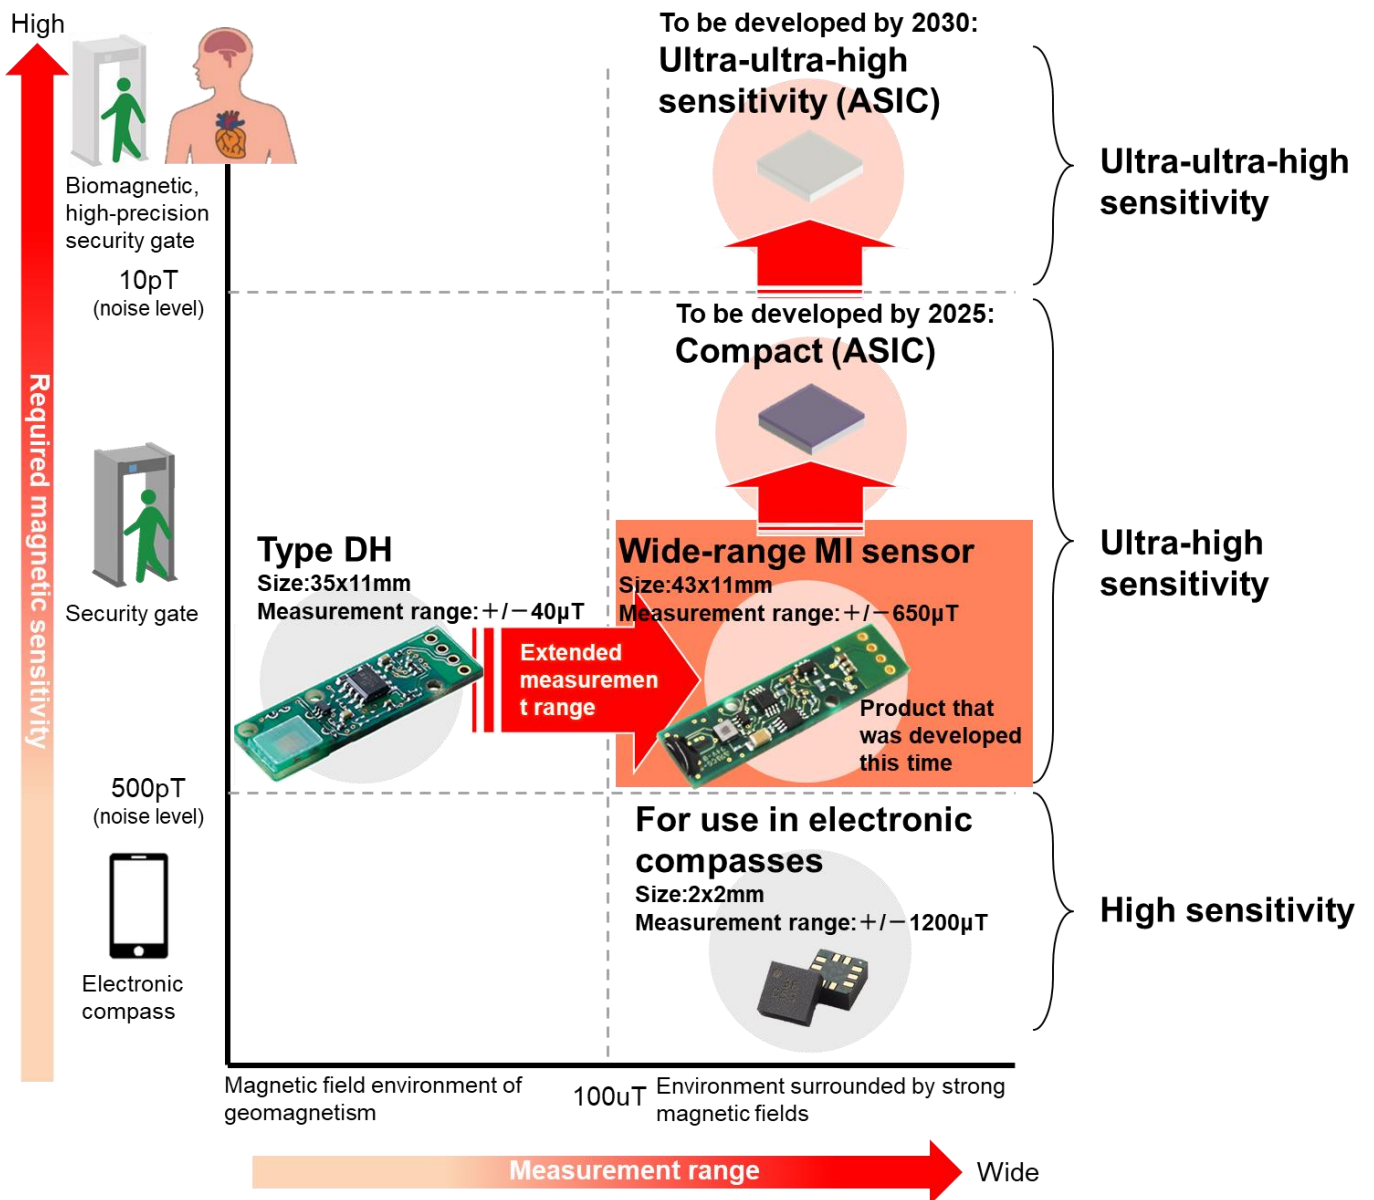 High
To be developed by 2030:
Ultra-ultra-high
sensitivity (ASIC)
Ultra-ultra-high
sensitivity
Biomagnetic,
high-precision
security gate
10pT
(noise level)
To be developed by 2025:
Compact (ASIC)
Required magnetic sensitivity
Security gate
Type DH
Size:35x11mm
Measurement range:+/−40μT
Extended
measuremen
t range
Wide-range MI sensor
Size:43x11mm
Measurement range:+/−650μT
Product that
was developed
this time
Ultra-high
sensitivity
500pT
(noise level)
For use in electronic
compasses
Size:2x2mm
Measurement range:+/−1200μT
High sensitivity
Electronic
compass
Magnetic field environment of
geomagnetism
100uT
Environment surrounded by strong
magnetic fields
Measurement range
Wide